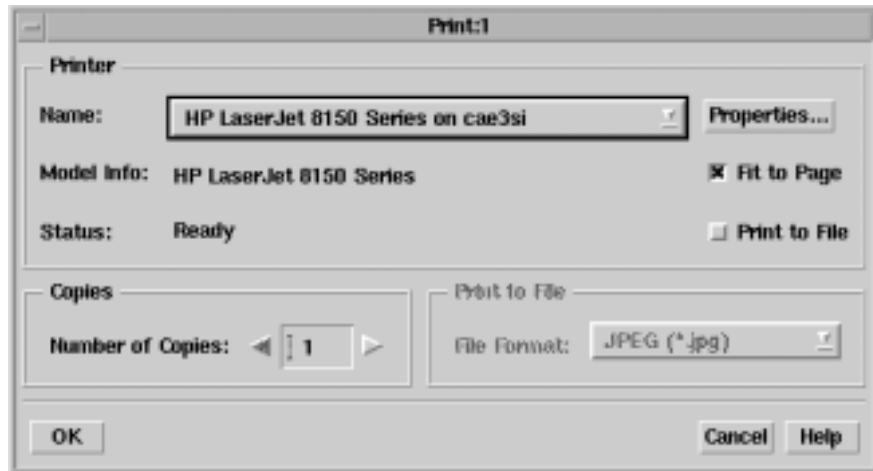 Print:1
Printer
Name: HP LaserJet 8150 Series on cae3si Properties...
Model Info: HP LaserJet 8150 Series Fit to Page
Status: Ready Print to File
Copies
Number of Copies: 1
Print to File
File Format: JPEG (*.jpg)
OK Cancel Help